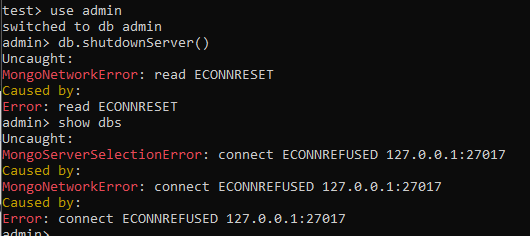 test> use admin
switched to db admin
admin> db.shutdownServer()
Uncaught:
MongoNetworkError: read ECONNRESET
Caused by:
Error: read ECONNRESET
admin> show dbs
Uncaught:
MongoServerSelectionError: connect ECONNREFUSED 127.0.0.1:27017
Caused by:
MongoNetworkError: connect ECONNREFUSED 127.0.0.1:27017
Caused by:
Error: connect ECONNREFUSED 127.0.0.1:27017
admin>